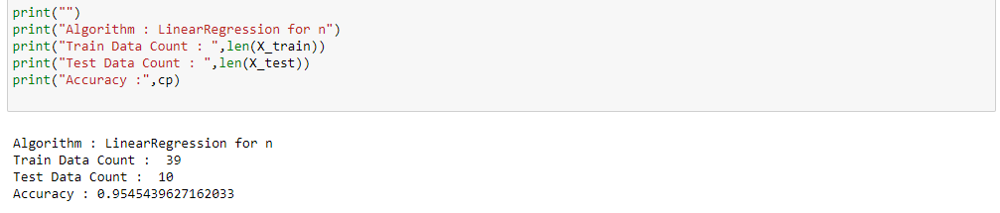 print("")
print("Algorithm : LinearRegression for n")
print("Train Data Count : ",len(X_train))
print("Test Data Count : ",len(X_test))
print("Accuracy :",cp)
Algorithm : LinearRegression for n
Train Data Count :  39
Test Data Count :  10
Accuracy : 0.9545439627162033